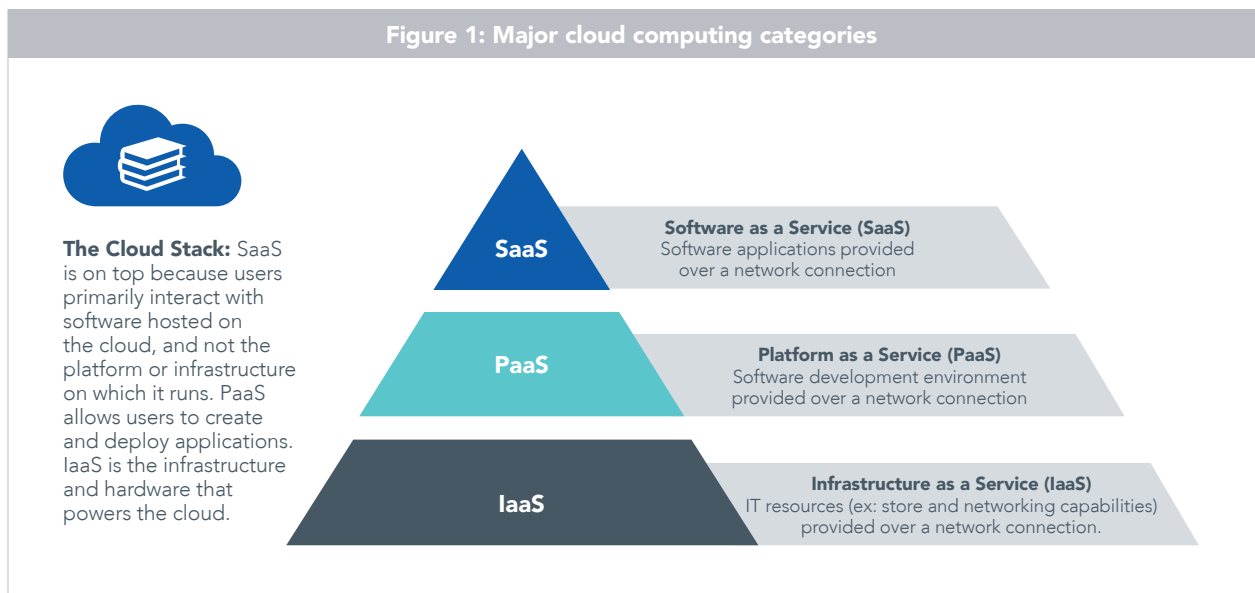 Figure 1: Major cloud computing categories
The Cloud Stack: SaaS
is on top because users
primarily interact with
software hosted on
the cloud, and not the
platform or infrastructure
on which it runs. PaaS
allows users to create
and deploy applications.
IaaS is the infrastructure
and hardware that
powers the cloud.
SaaS
Software as a Service (SaaS)
Software applications provided
over a network connection
PaaS
Platform as a Service (PaaS)
Software development environment
provided over a network connection
IaaS
Infrastructure as a Service (IaaS)
IT resources (ex: store and networking capabilities)
provided over a network connection.